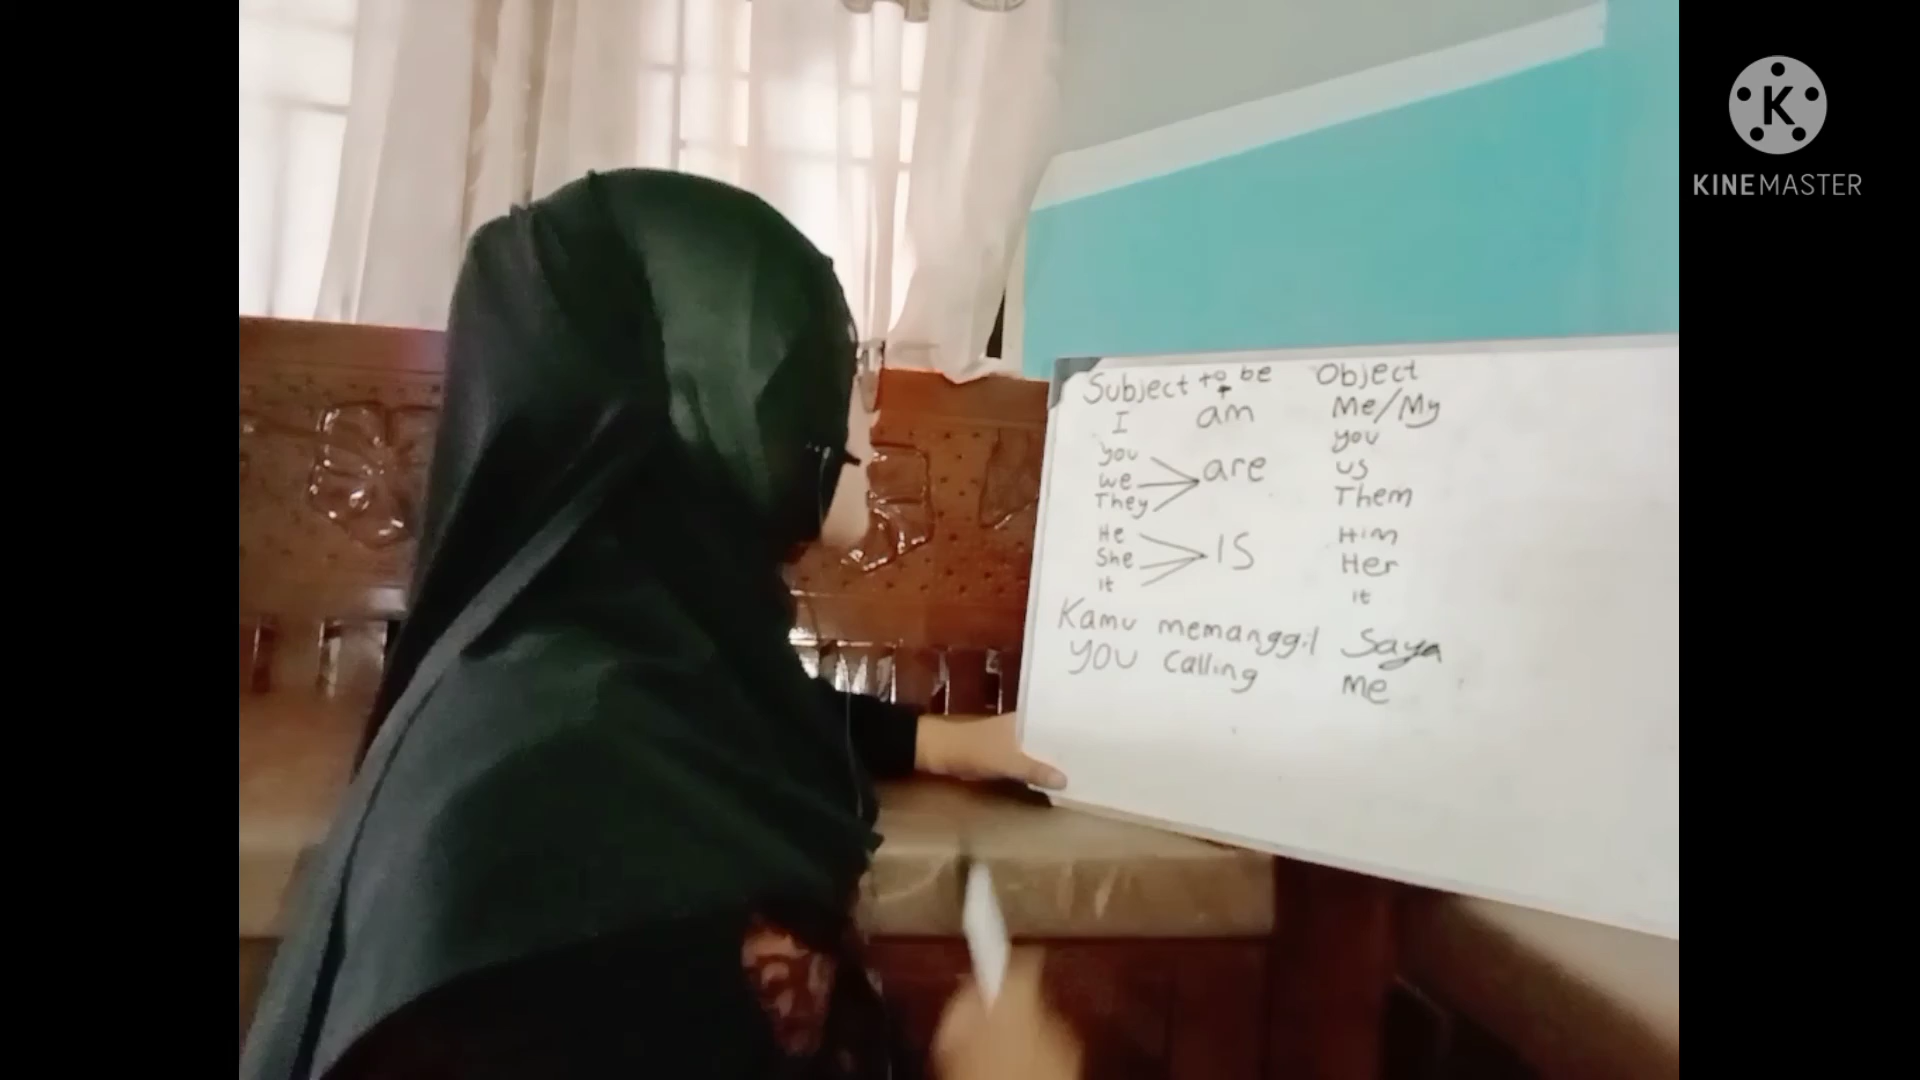 Subject to be Object
I am Me/My
you you
we are us
They Them
He Him
She is Her
it it
Kamu memanggil Saya
you calling me
K
KINEMASTER